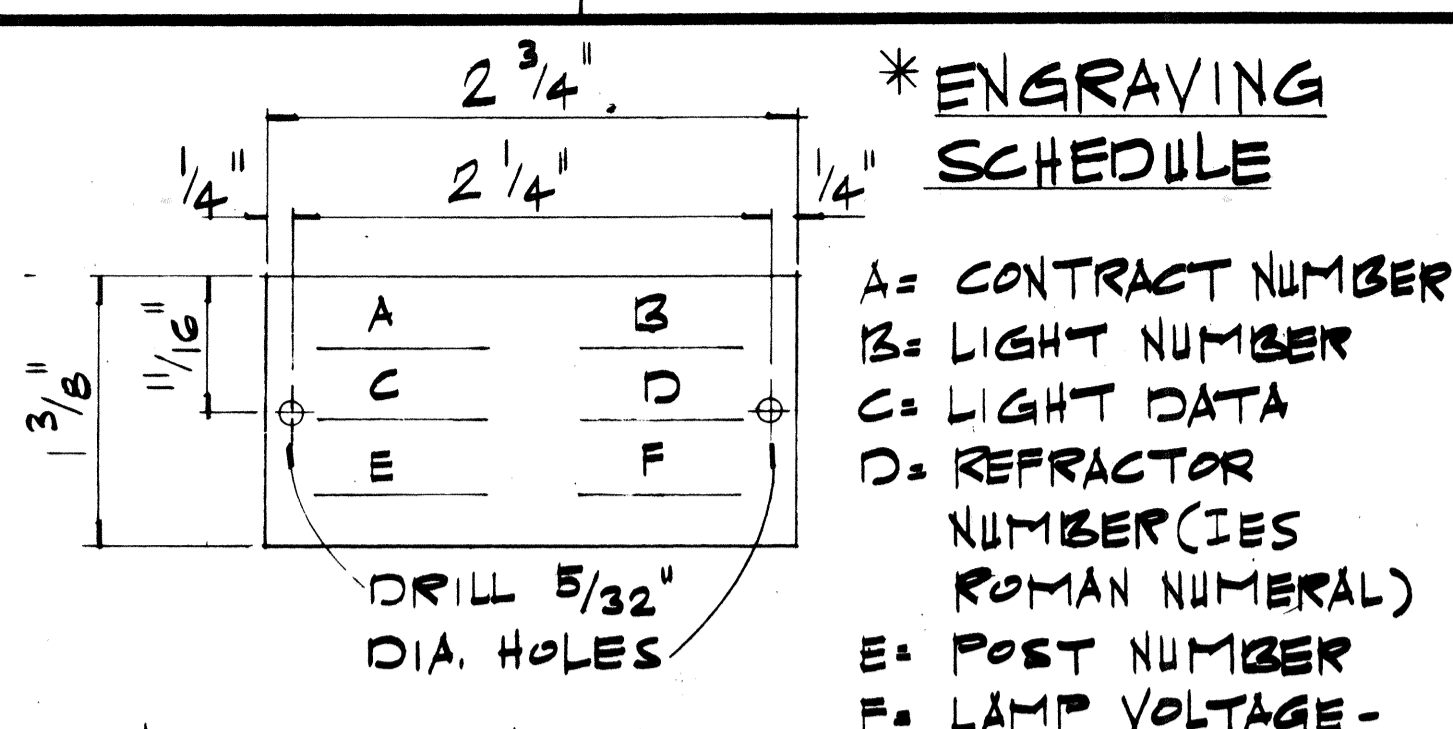 2 3/4"
1/4" 2 1/4" 1/4"
1 3/8"
11/16"
A B
C D
E F
DRILL 5/32"
DIA. HOLES
* ENGRAVING
SCHEDULE
A= CONTRACT NUMBER
B= LIGHT NUMBER
C= LIGHT DATA
D= REFRACTOR
NUMBER (IES
ROMAN NUMERAL)
E= POST NUMBER
F= LAMP VOLTAGE-